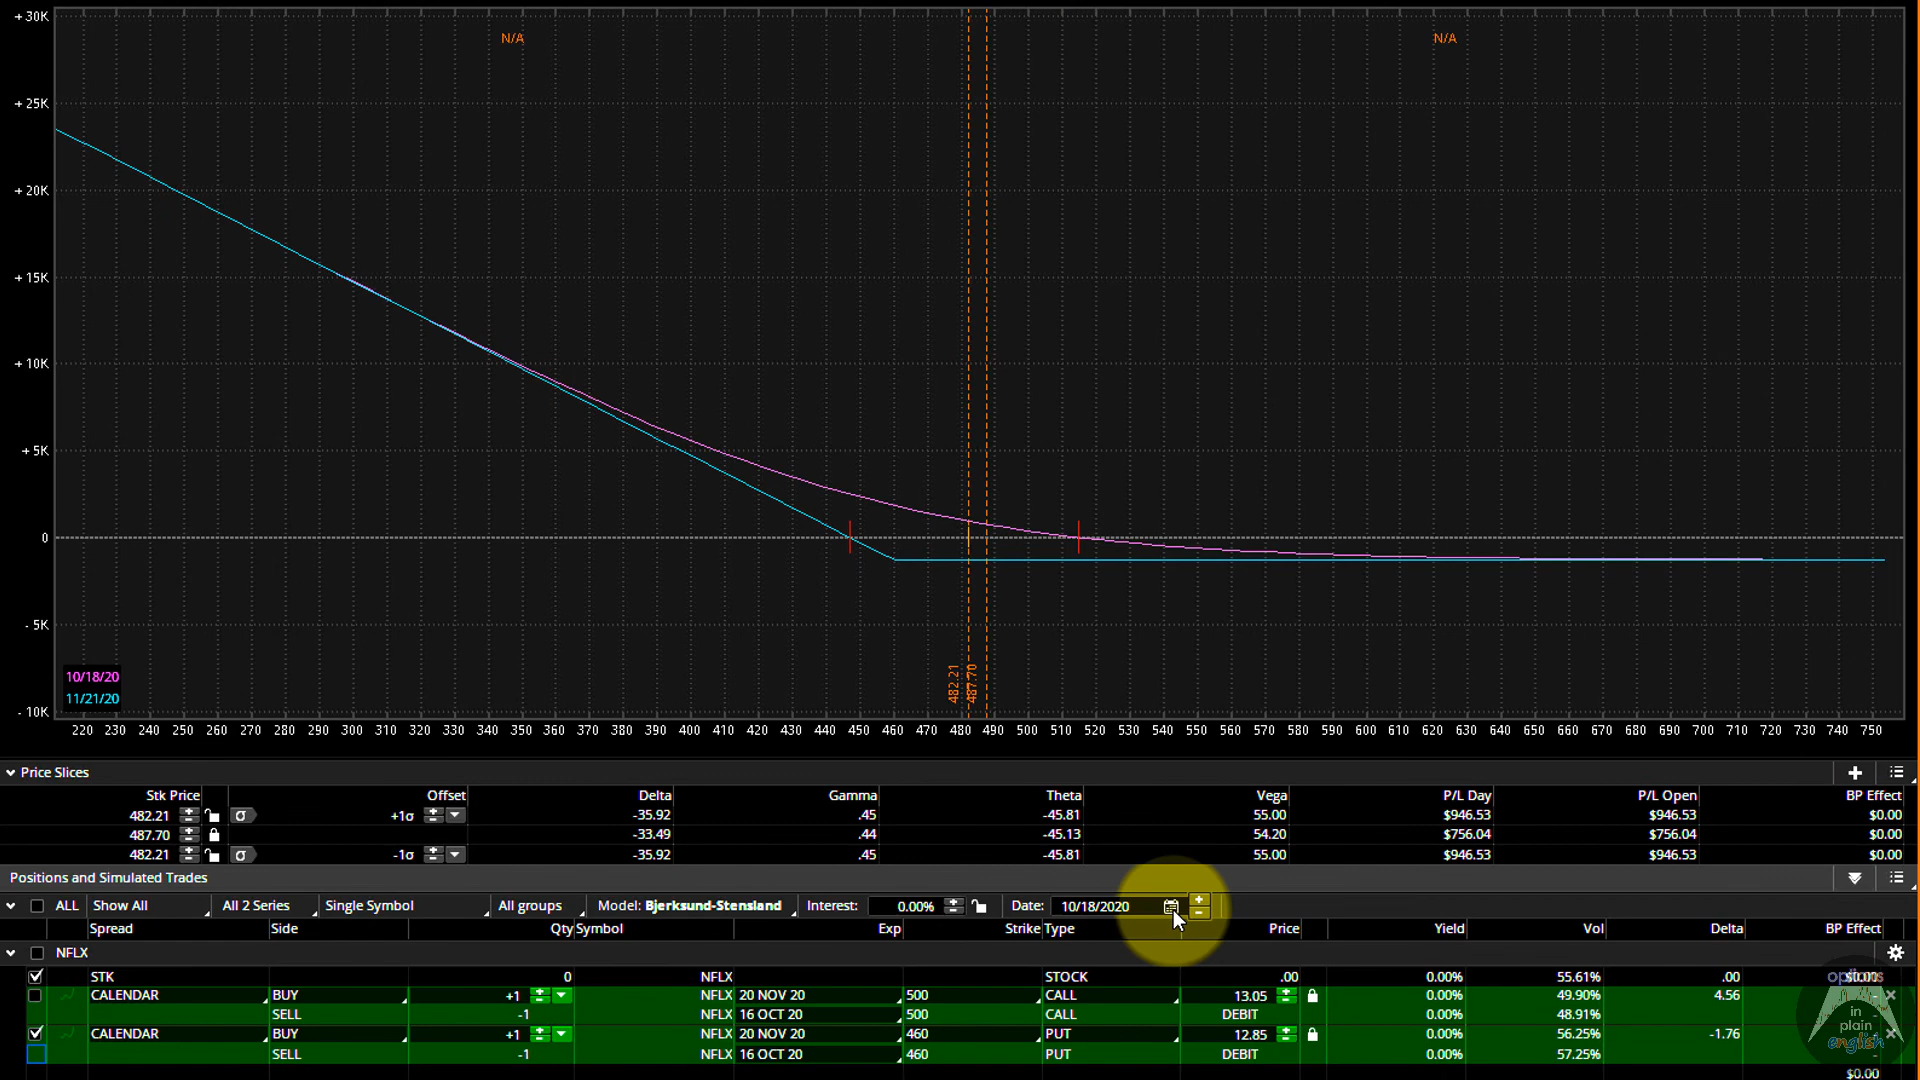 +30K
N/A N/A
+25K
+20K
+15K
+10K
+5K
0
-5K
482.21
487.70
10/18/20
11/21/20
-10K
220 230 240 250 260 270 280 290 300 310 320 330 340 350 360 370 380 390 400 410 420 430 440 450 460 470 480 490 500 510 520 530 540 550 560 570 580 590 600 610 620 630 640 650 660 670 680 690 700 710 720 730 740 750
Price Slices
Stk Price Offset Delta Gamma Theta Vega P/L Day P/L Open BP Effect
482.21 σ +1σ -35.92 .45 -45.81 55.00 $946.53 $946.53 $0.00
487.70 -33.49 .44 -45.13 54.20 $756.04 $756.04 $0.00
482.21 σ -1σ -35.92 .45 -45.81 55.00 $946.53 $946.53 $0.00
Positions and Simulated Trades
ALL Show All All 2 Series Single Symbol All groups Model: Bjerksund-Stensland Interest: 0.00% Date: 10/18/2020
Spread Side Qty Symbol Exp Strike Type Price Yield Vol Delta BP Effect
NFLX
STK 0 NFLX STOCK .00 0.00% 55.61% .00 $0.00
CALENDAR BUY +1 NFLX 20 NOV 20 500 CALL 13.05 0.00% 49.90% 4.56
SELL -1 NFLX 16 OCT 20 500 CALL DEBIT 0.00% 48.91%
CALENDAR BUY +1 NFLX 20 NOV 20 460 PUT 12.85 0.00% 56.25% -1.76
SELL -1 NFLX 16 OCT 20 460 PUT DEBIT 0.00% 57.25%
$0.00
options
in
plain
english